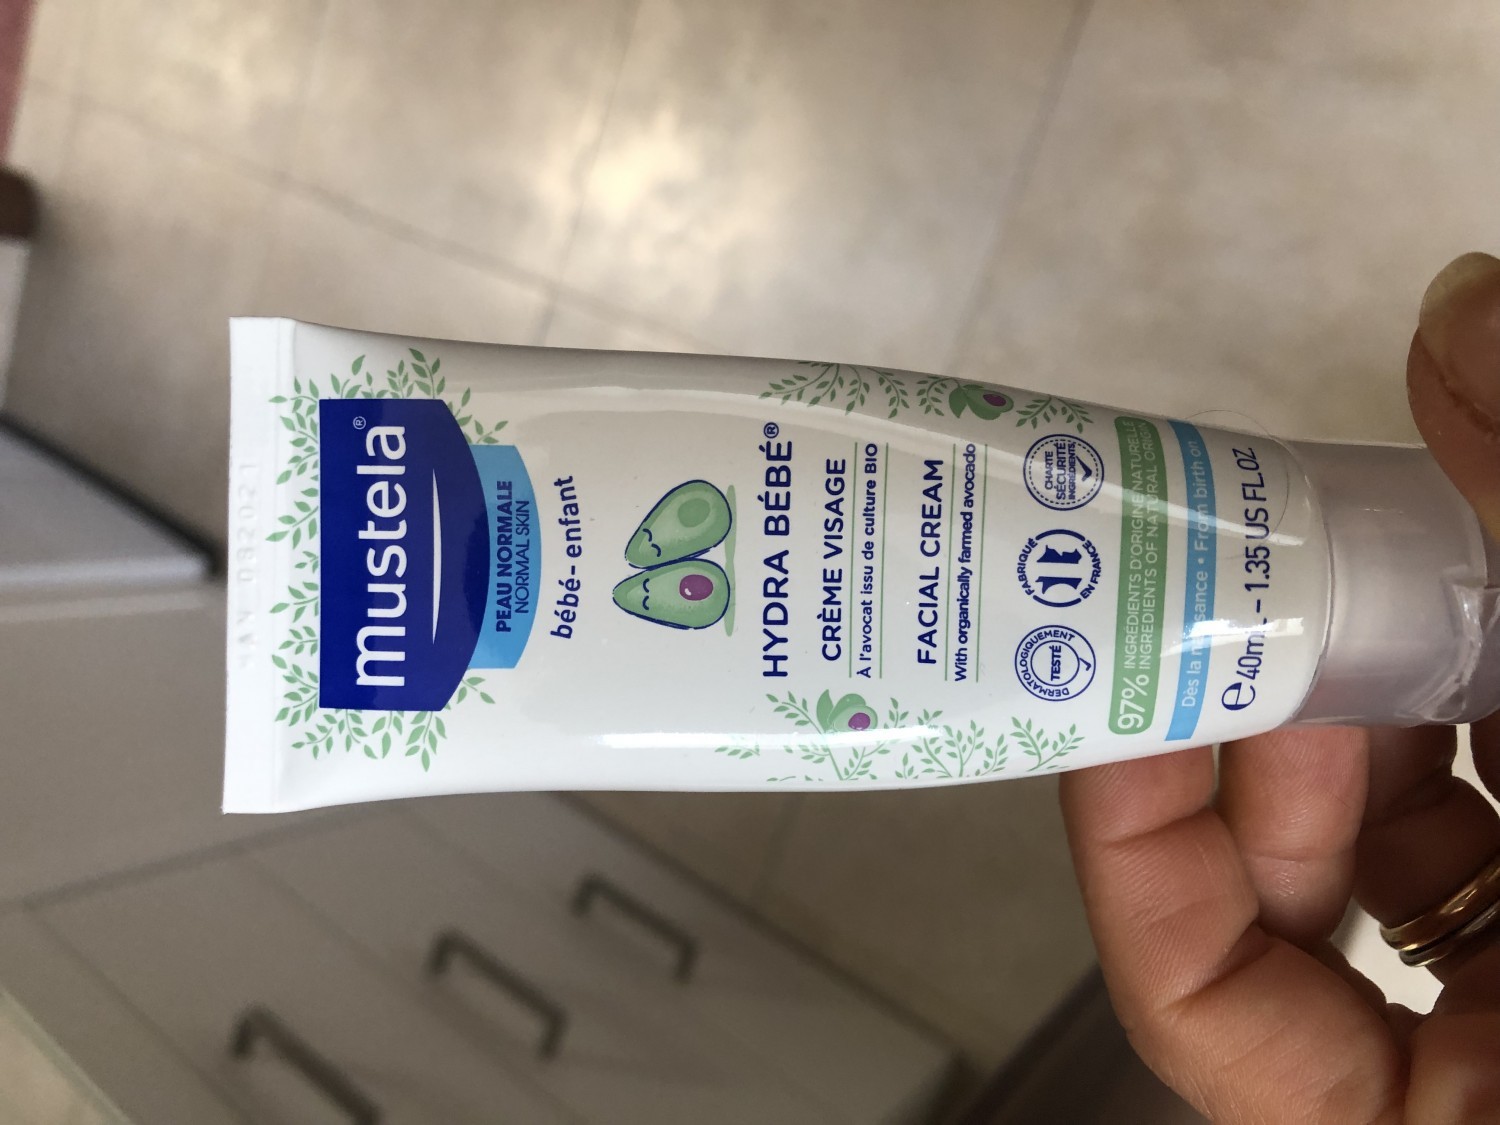 mustela®
PEAU NORMALE
NORMAL SKIN
bébé-enfant
HYDRA BÉBÉ®
CRÈME VISAGE
À l'avocat issu de culture BIO
FACIAL CREAM
With organically farmed avocado
DERMATOLOGIQUEMENT
TESTÉ
FABRIQUÉ
EN FRANCE
CHARTE
SÉCURITÉ
INGRÉDIENTS
97% INGRÉDIENTS D'ORIGINE NATURELLE
INGREDIENTS OF NATURAL ORIGIN
Dès la naissance • From birth on
e 40mL - 1.35 US FL.OZ